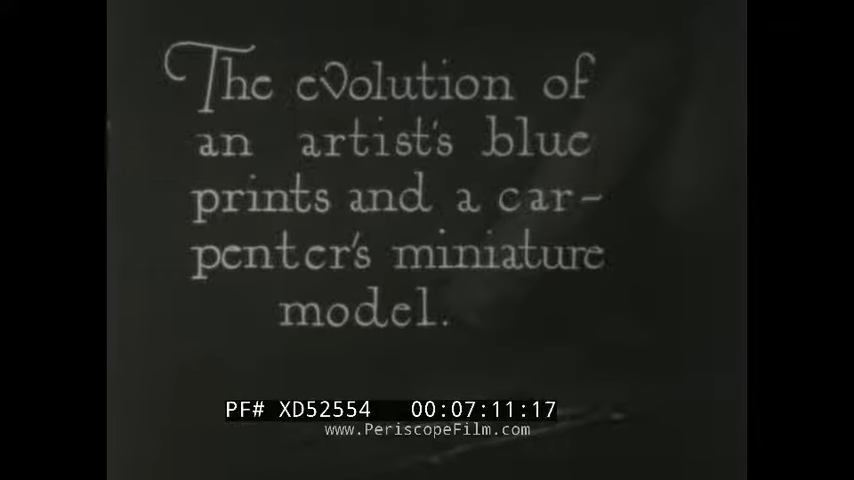 The evolution of
an artist's blue
prints and a car-
penter's miniature
model.
PF# XD52554 00:07:11:17
www.PeriscopeFilm.com